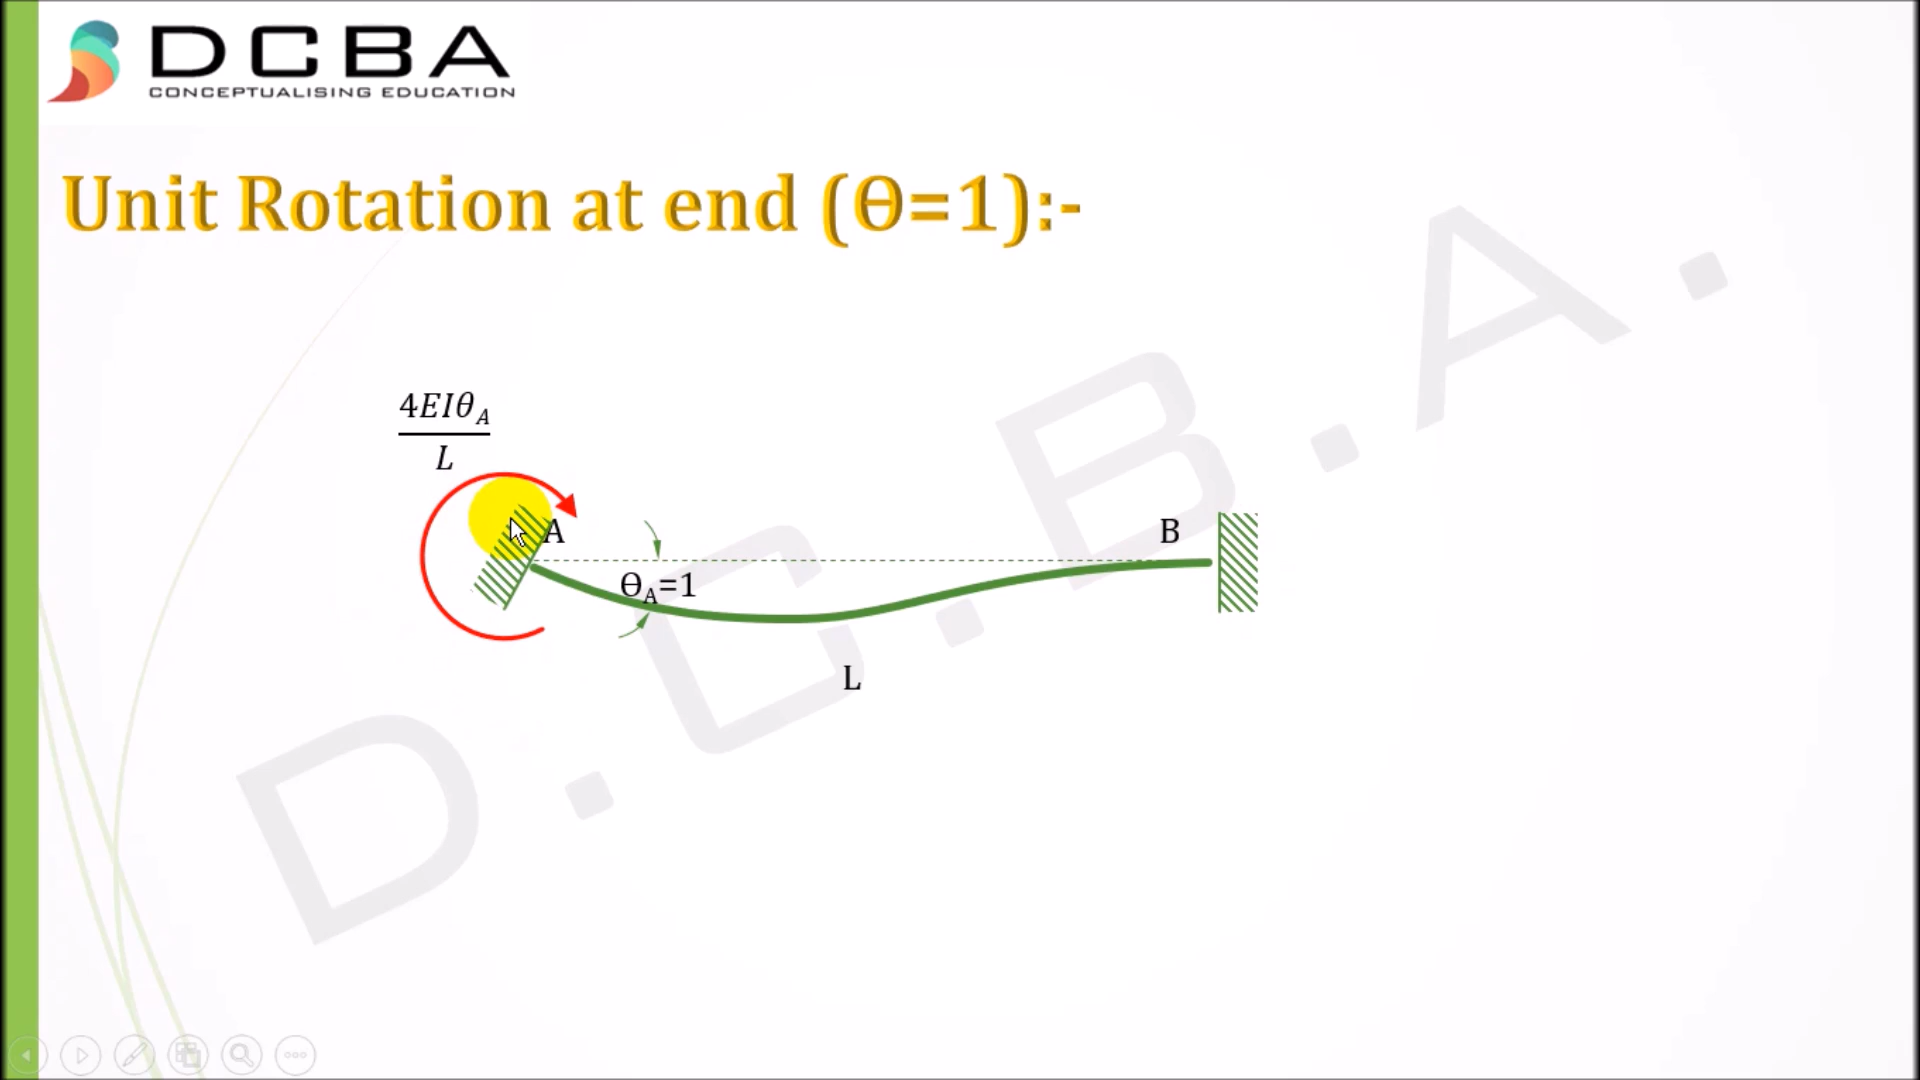 DCBA
CONCEPTUALISING EDUCATION
Unit Rotation at end (ϴ=1):-
4EIθ_A
L
A
B
ϴ_A=1
L
D.C.B.A.